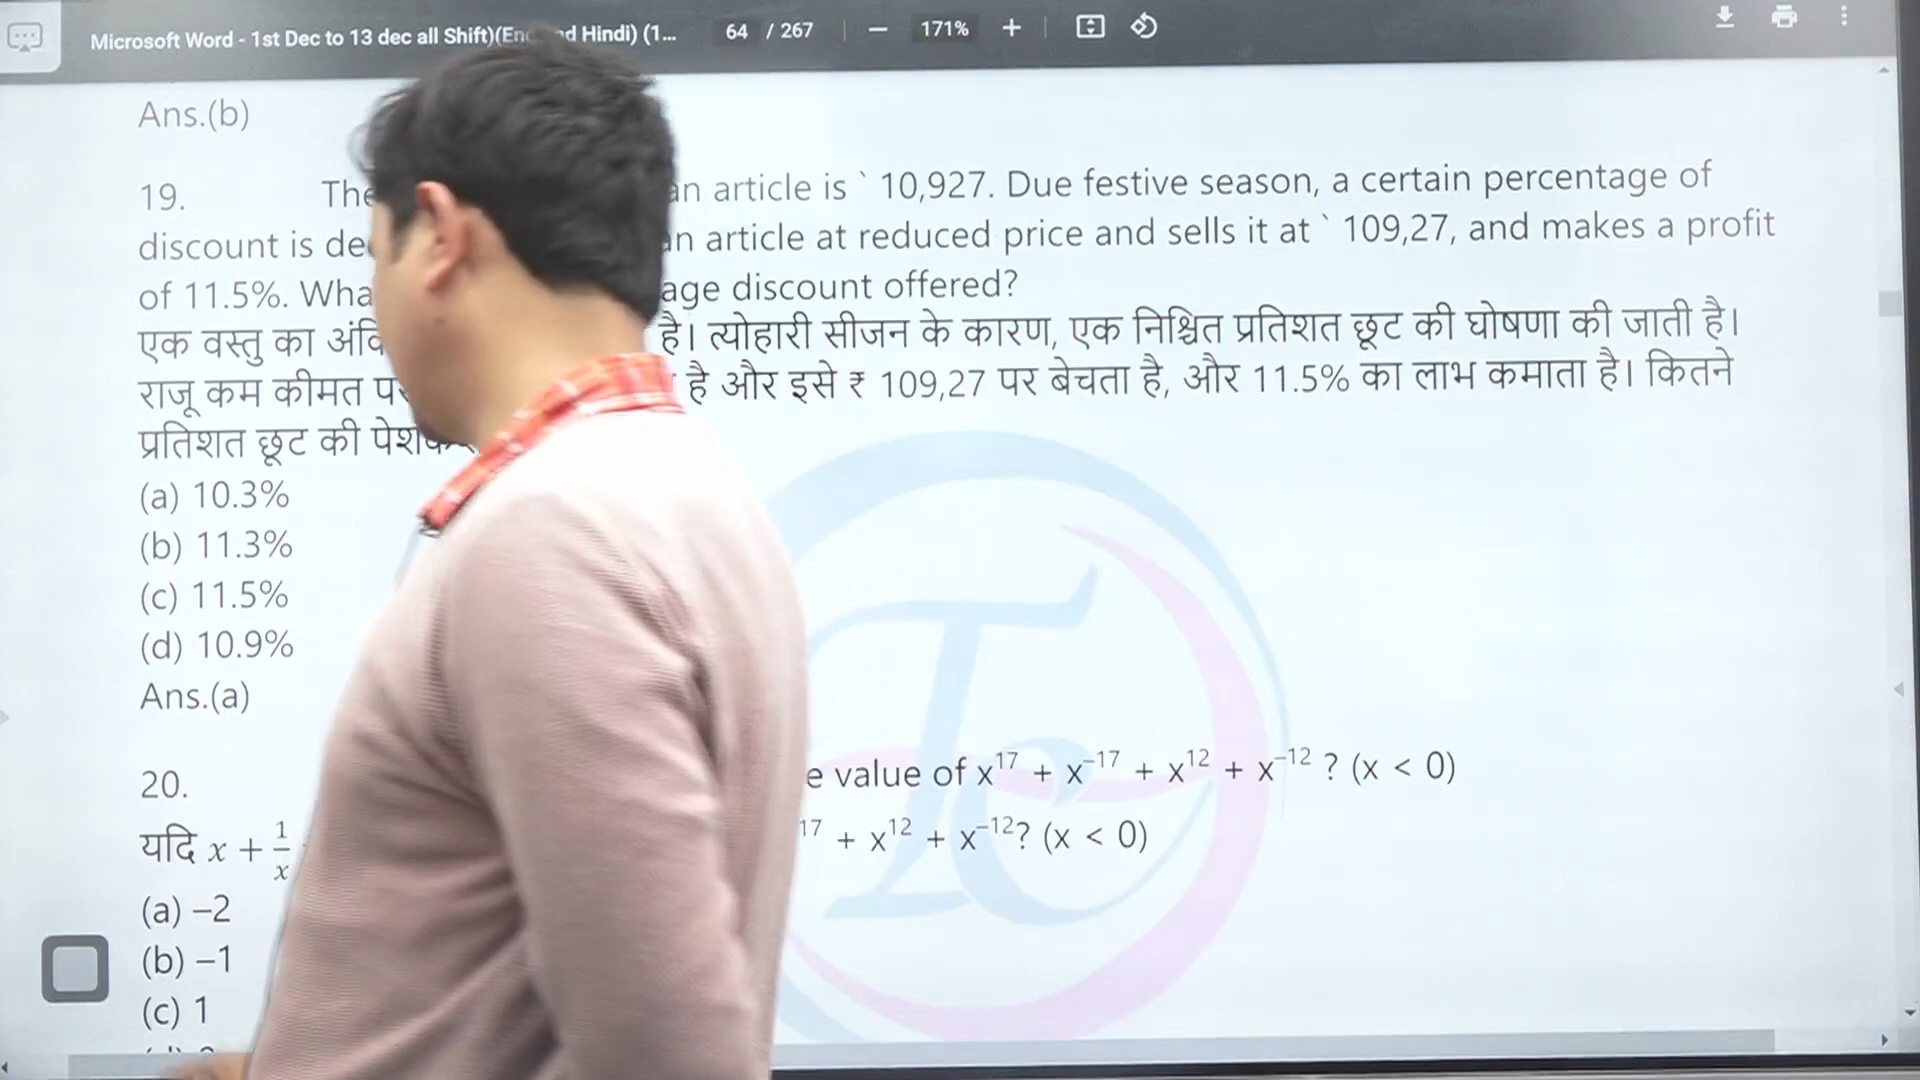 Microsoft Word - 1st Dec to 13 dec all Shift)(En d Hindi) (1... 64 / 267 171%
Ans.(b)
19. The an article is ` 10,927. Due festive season, a certain percentage of
discount is de an article at reduced price and sells it at ` 109,27, and makes a profit
of 11.5%. Wha age discount offered?
एक वस्तु का है। त्योहारी सीजन के कारण, एक निश्चित प्रतिशत छूट की घोषणा की जाती है।
राजू कम कीमत है और इसे ₹ 109,27 पर बेचता है, और 11.5% का लाभ कमाता है। कितने
प्रतिशत छूट की
(a) 10.3%
(b) 11.3%
(c) 11.5%
(d) 10.9%
Ans.(a)
20. e value of x¹⁷ + x⁻¹⁷ + x¹² + x⁻¹² ? (x < 0)
यदि x + 1/x 17 + x¹² + x⁻¹²? (x < 0)
(a) –2
(b) –1
(c) 1